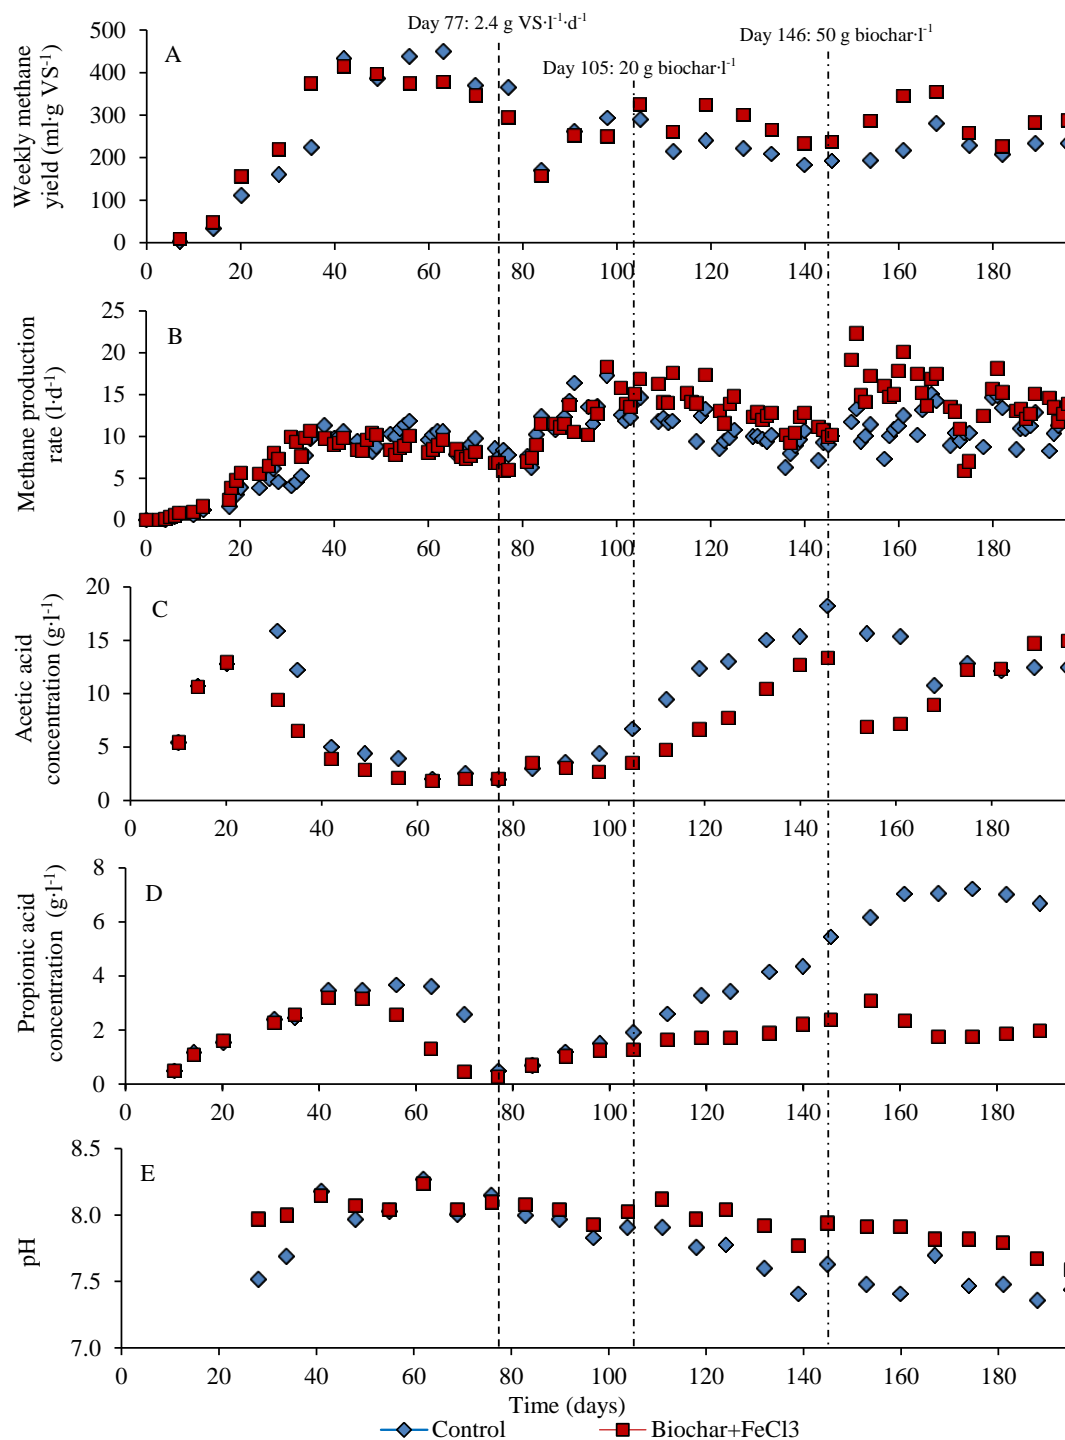 Day 77: 2.4 g VS·l-1·d-1
Day 146: 50 g biochar·l-1
Day 105: 20 g biochar·l-1
A
Weekly methane
yield (ml·g VS-1)
500
400
300
200
100
0
0 20 40 60 80 100 120 140 160 180
B
Methane production
rate (l·d-1)
25
20
15
10
5
0
0 20 40 60 80 100 120 140 160 180
C
Acetic acid
concentration (g·l-1)
20
15
10
5
0
0 20 40 60 80 100 120 140 160 180
D
Propionic acid
concentration (g·l-1)
8
6
4
2
0
0 20 40 60 80 100 120 140 160 180
E
pH
8.5
8.0
7.5
7.0
0 20 40 60 80 100 120 140 160 180
Time (days)
Control Biochar+FeCl3